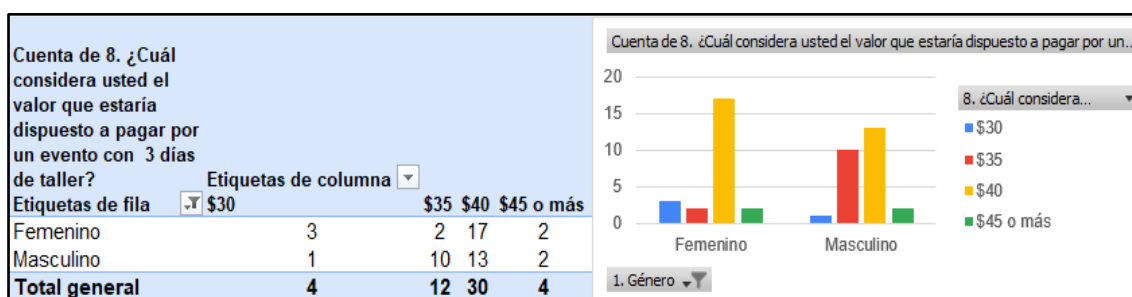 Cuenta de 8. ¿Cuál
considera usted el
valor que estaría
dispuesto a pagar por
un evento con 3 días
de taller? Etiquetas de columna
Etiquetas de fila $30 $35 $40 $45 o más
Femenino 3 2 17 2
Masculino 1 10 13 2
Total general 4 12 30 4
Cuenta de 8. ¿Cuál considera usted el valor que estaría dispuesto a pagar por un...
20
15
10
5
0
Femenino Masculino
8. ¿Cuál considera...
$30
$35
$40
$45 o más
1. Género